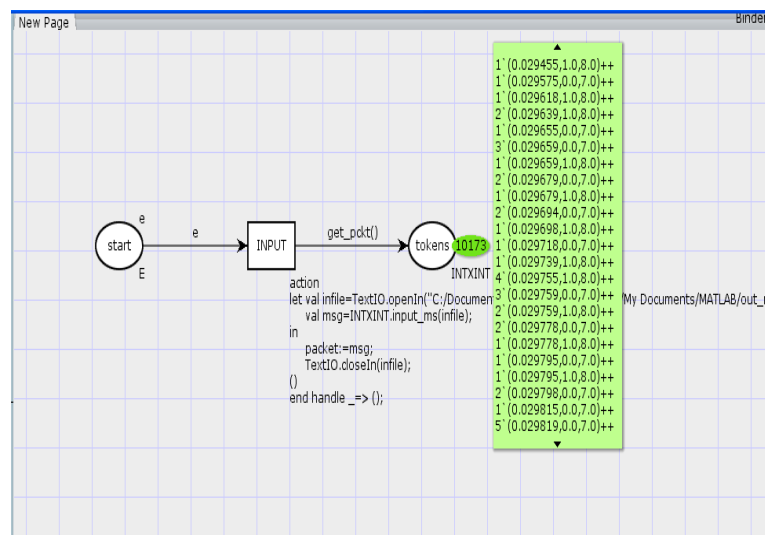 New Page
Binder
e
start
E
e
INPUT
get_pckt()
tokens
10173
INTXINT
action
let val infile=TextIO.openIn("C:/Documen
/My Documents/MATLAB/out_
val msg=INTXINT.input_ms(infile);
in
packet:=msg;
TextIO.closeIn(infile);
()
end handle _=> ();
1`(0.029455,1.0,8.0)++
1`(0.029575,0.0,7.0)++
1`(0.029618,1.0,8.0)++
2`(0.029639,1.0,8.0)++
1`(0.029655,0.0,7.0)++
3`(0.029659,0.0,7.0)++
1`(0.029659,1.0,8.0)++
2`(0.029679,0.0,7.0)++
1`(0.029679,1.0,8.0)++
2`(0.029694,0.0,7.0)++
1`(0.029698,1.0,8.0)++
1`(0.029718,0.0,7.0)++
1`(0.029739,1.0,8.0)++
4`(0.029755,1.0,8.0)++
3`(0.029759,0.0,7.0)++
2`(0.029759,1.0,8.0)++
2`(0.029778,0.0,7.0)++
1`(0.029778,1.0,8.0)++
1`(0.029795,0.0,7.0)++
1`(0.029795,1.0,8.0)++
2`(0.029798,0.0,7.0)++
1`(0.029815,0.0,7.0)++
5`(0.029819,0.0,7.0)++